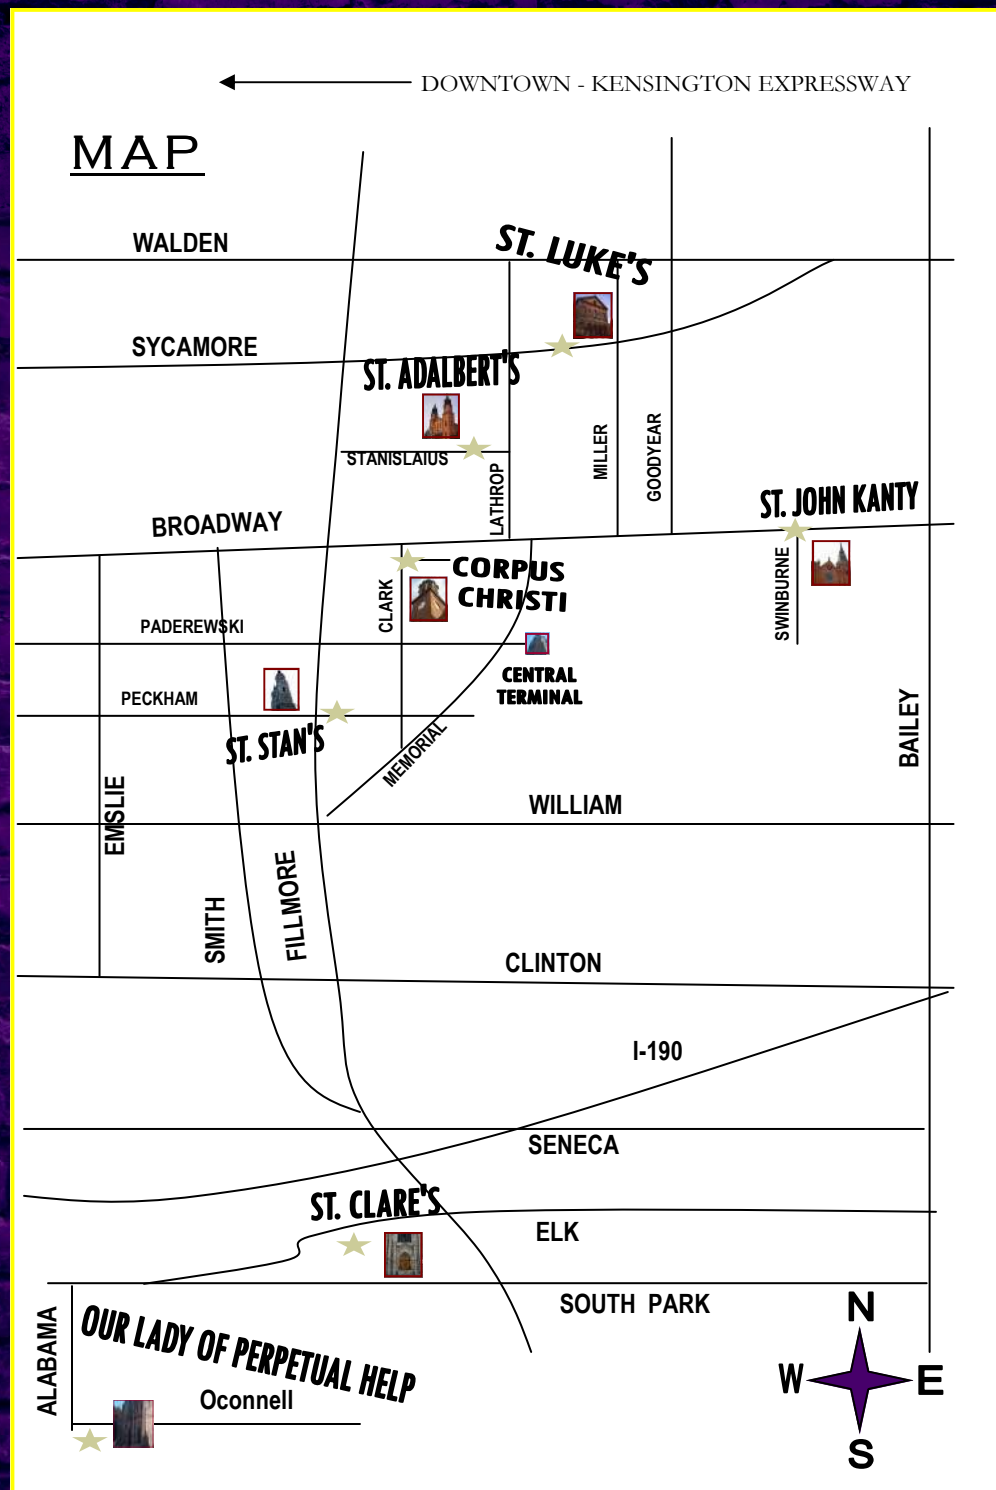 DOWNTOWN - KENSINGTON EXPRESSWAY
MAP
WALDEN
ST. LUKE'S
SYCAMORE
ST. ADALBERT'S
STANISLAIUS
LATHROP
MILLER
GOODYEAR
ST. JOHN KANTY
BROADWAY
CORPUS
CHRISTI
CLARK
SWINBURNE
PADEREWSKI
CENTRAL
TERMINAL
PECKHAM
ST. STAN'S
MEMORIAL
BAILEY
EMSLIE
WILLIAM
SMITH
FILLMORE
CLINTON
I-190
SENECA
ST. CLARE'S
ELK
SOUTH PARK
ALABAMA
OUR LADY OF PERPETUAL HELP
Oconnell
N
W
E
S